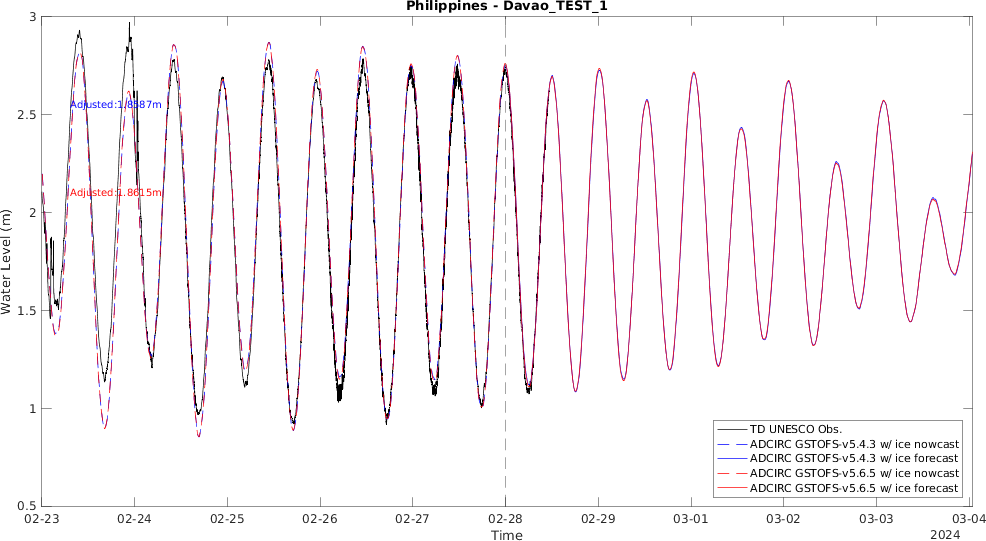 Philippines - Davao_TEST_1
3
2.5
2
1.5
1
0.5
Water Level (m)
Adjusted:1.8587m
Adjusted:1.8615m
TD UNESCO Obs.
ADCIRC GSTOFS-v5.4.3 w/ ice nowcast
ADCIRC GSTOFS-v5.4.3 w/ ice forecast
ADCIRC GSTOFS-v5.6.5 w/ ice nowcast
ADCIRC GSTOFS-v5.6.5 w/ ice forecast
02-23 02-24 02-25 02-26 02-27 02-28 02-29 03-01 03-02 03-03 03-04
Time
2024